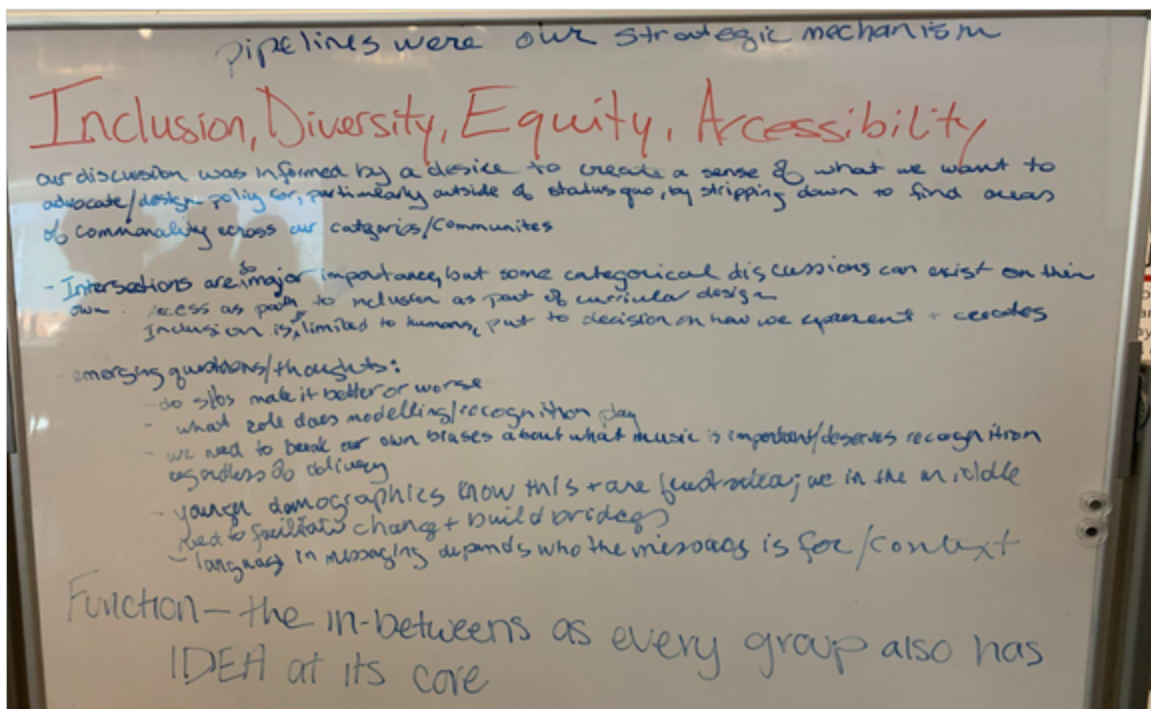 pipelines were our strategic mechanism
Inclusion, Diversity, Equity, Accessibility
our discussion was informed by a desire to create a sense of what we want to
advocate/design policy for, particularly outside of status quo, by stripping down to find areas
of commonality across our categories/communites
- Intersections are of major importance, but some categorical discussions can exist on their
own: Access as path to inclusion as part of curricular design
Inclusion is limited to humans, put to decision on how we represent +
- emerging questions/thoughts:
- do silos make it better or worse
- what role does modelling/recognition play
- we need to break our own biases about what music is important/deserves recognition
regardless of delivery
- younger demographics know this + are; we in the middle
need to facilitate change + build bridges
- language in messaging depends who the message is for/context
Function – the in-betweens as every group also has
IDEA at its core